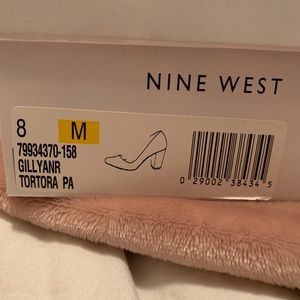 NINE WEST
8 M
79934370-158
GILLYANR
TORTORA PA
0 29002 38434 5